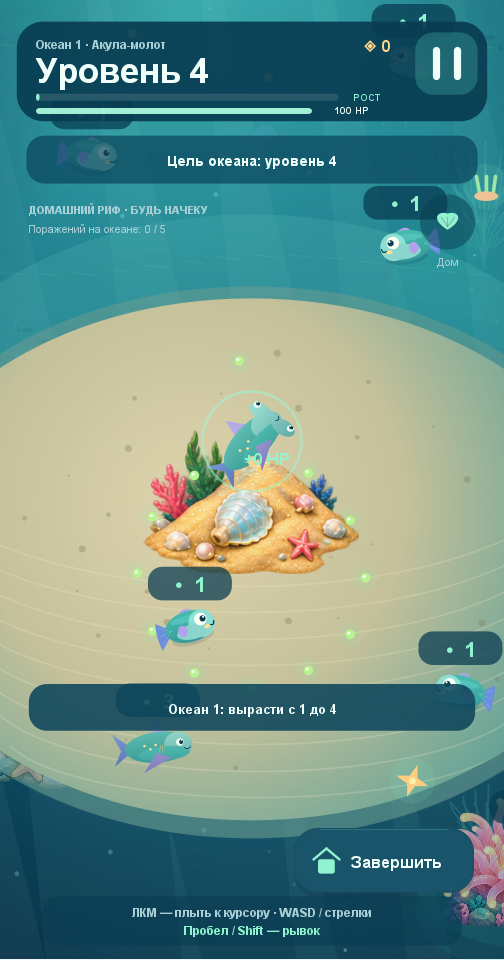 • 1
Океан 1 · Акула-молот
0
Уровень 4
РОСТ
100 HP
Цель океана: уровень 4
ДОМАШНИЙ РИФ · БУДЬ НАЧЕКУ
• 1
Поражений на океане: 0 / 5
Дом
HP
• 1
• 1
• 3
Океан 1: вырасти с 1 до 4
Завершить
ЛКМ — плыть к курсору · WASD / стрелки
Пробел / Shift — рывок